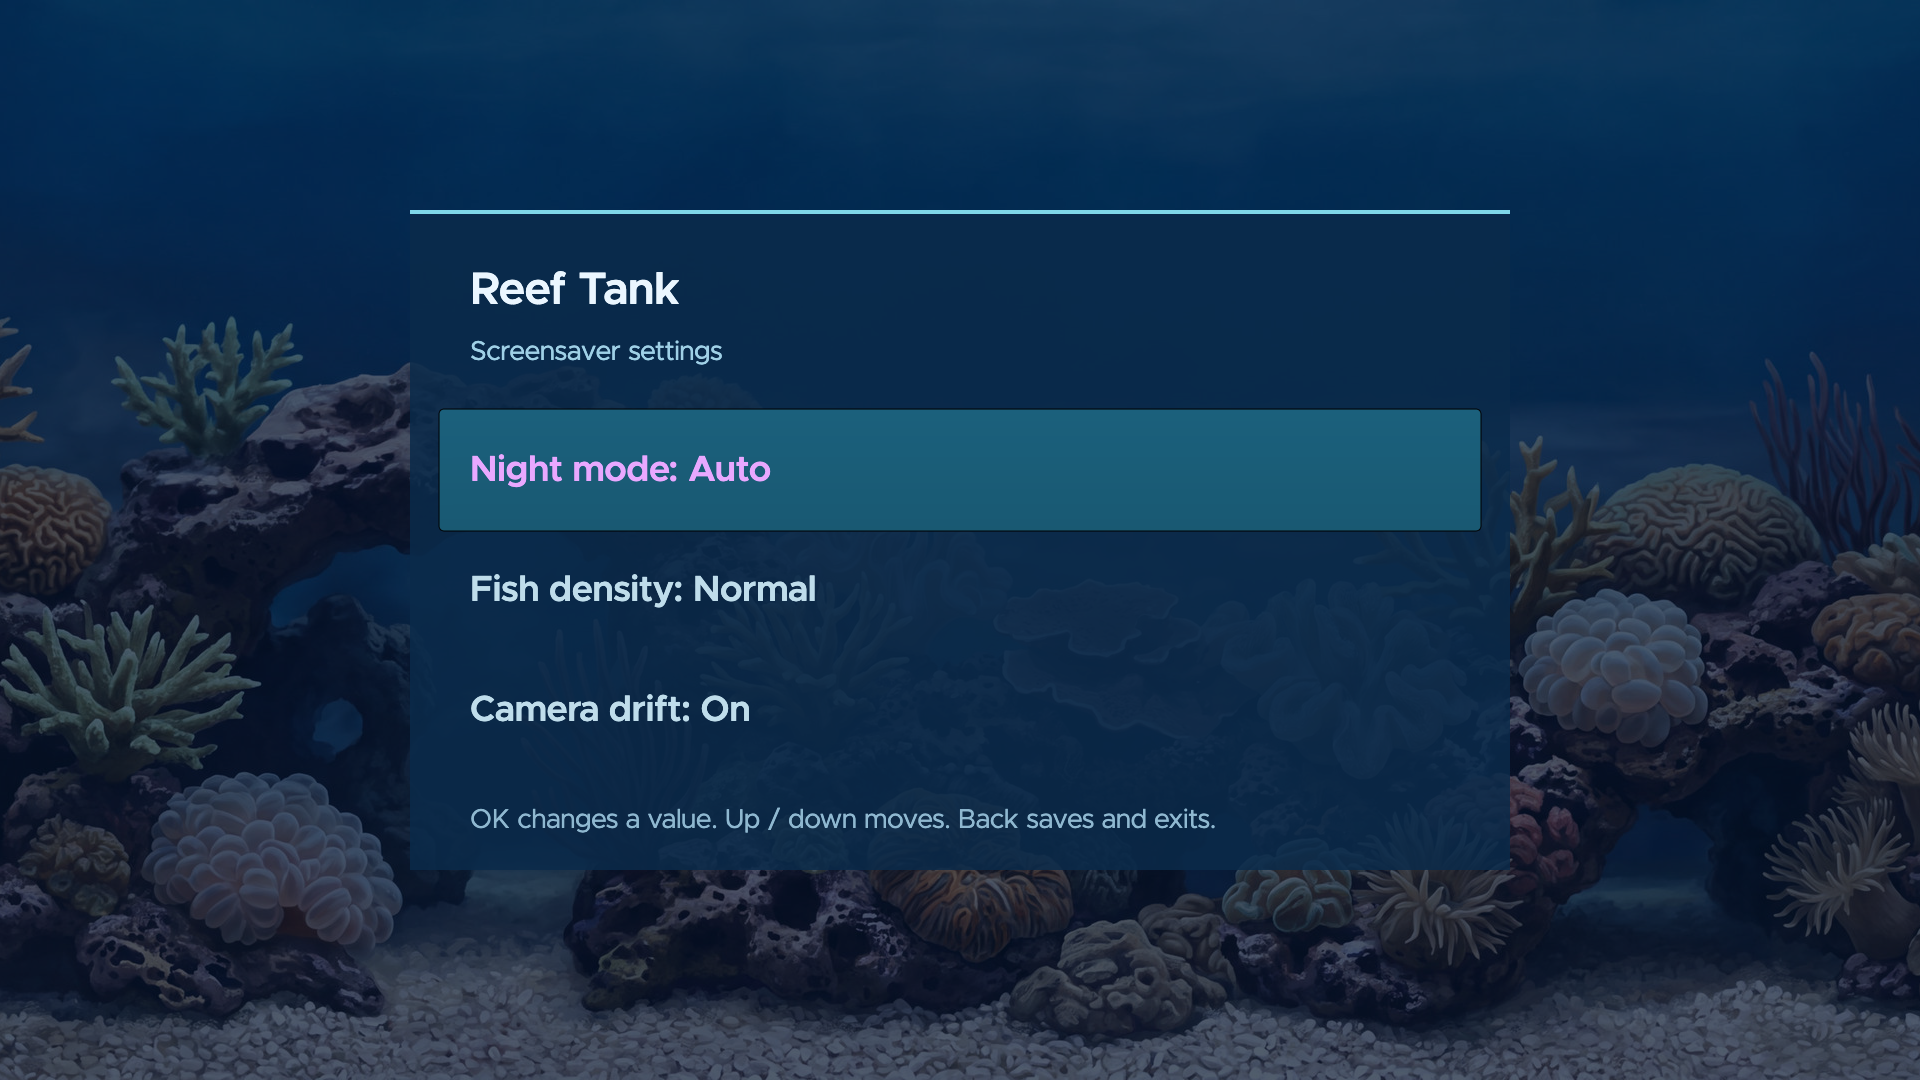 Reef Tank
Screensaver settings
Night mode: Auto
Fish density: Normal
Camera drift: On
OK changes a value. Up / down moves. Back saves and exits.